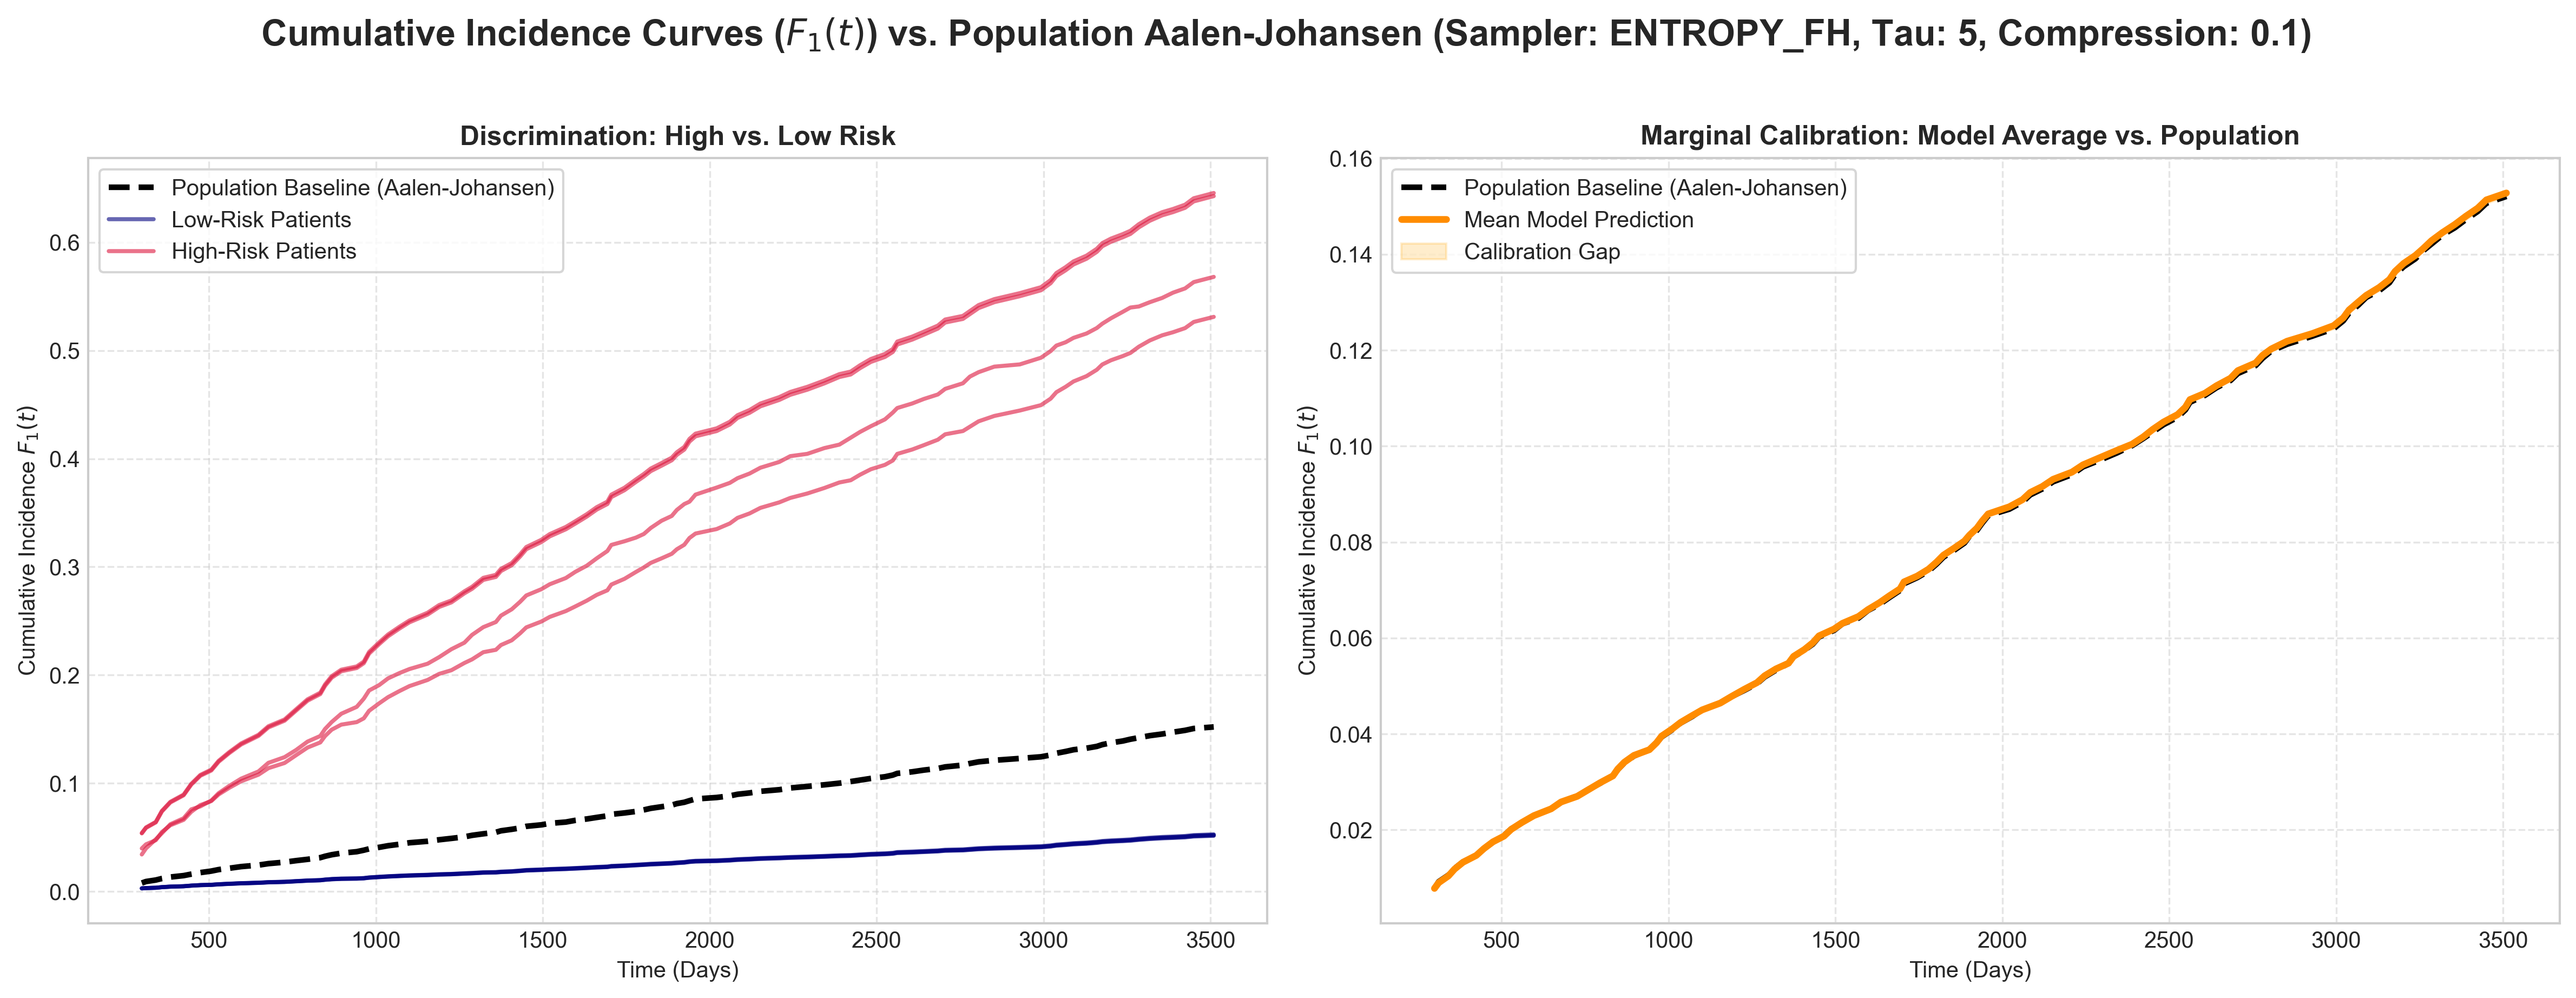 Cumulative Incidence Curves (F₁(t)) vs. Population Aalen-Johansen (Sampler: ENTROPY_FH, Tau: 5, Compression: 0.1)
Discrimination: High vs. Low Risk
Population Baseline (Aalen-Johansen)
Low-Risk Patients
High-Risk Patients
Cumulative Incidence F₁(t)
0.6
0.5
0.4
0.3
0.2
0.1
0.0
500 1000 1500 2000 2500 3000 3500
Time (Days)
Marginal Calibration: Model Average vs. Population
Population Baseline (Aalen-Johansen)
Mean Model Prediction
Calibration Gap
Cumulative Incidence F₁(t)
0.16
0.14
0.12
0.10
0.08
0.06
0.04
0.02
500 1000 1500 2000 2500 3000 3500
Time (Days)